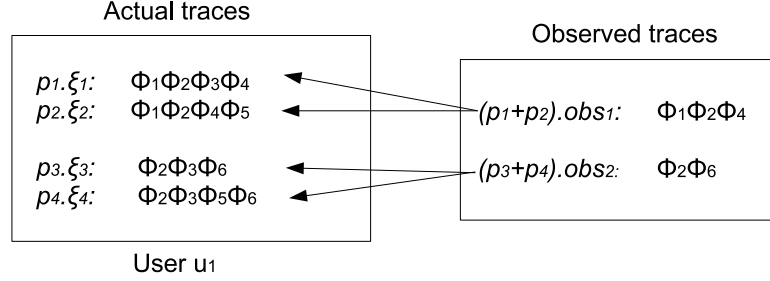 Actual traces
Observed traces
p₁.ξ₁: Φ₁Φ₂Φ₃Φ₄
p₂.ξ₂: Φ₁Φ₂Φ₄Φ₅
(p₁+p₂).obs₁: Φ₁Φ₂Φ₄
p₃.ξ₃: Φ₂Φ₃Φ₆
p₄.ξ₄: Φ₂Φ₃Φ₅Φ₆
(p₃+p₄).obs₂: Φ₂Φ₆
User u₁